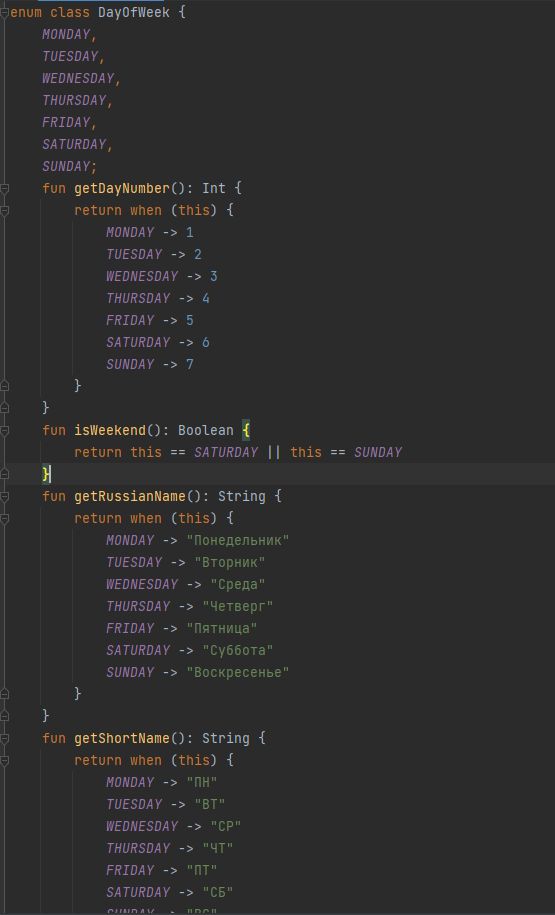 enum class DayOfWeek {
    MONDAY,
    TUESDAY,
    WEDNESDAY,
    THURSDAY,
    FRIDAY,
    SATURDAY,
    SUNDAY;
    fun getDayNumber(): Int {
        return when (this) {
            MONDAY -> 1
            TUESDAY -> 2
            WEDNESDAY -> 3
            THURSDAY -> 4
            FRIDAY -> 5
            SATURDAY -> 6
            SUNDAY -> 7
        }
    }
    fun isWeekend(): Boolean {
        return this == SATURDAY || this == SUNDAY
    }
    fun getRussianName(): String {
        return when (this) {
            MONDAY -> "Понедельник"
            TUESDAY -> "Вторник"
            WEDNESDAY -> "Среда"
            THURSDAY -> "Четверг"
            FRIDAY -> "Пятница"
            SATURDAY -> "Суббота"
            SUNDAY -> "Воскресенье"
        }
    }
    fun getShortName(): String {
        return when (this) {
            MONDAY -> "ПН"
            TUESDAY -> "ВТ"
            WEDNESDAY -> "СР"
            THURSDAY -> "ЧТ"
            FRIDAY -> "ПТ"
            SATURDAY -> "СБ"
            SUNDAY -> "ВС"